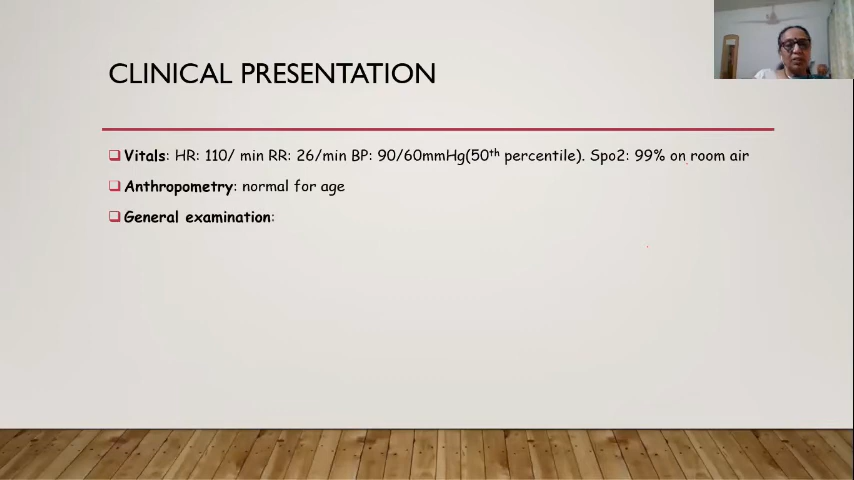 CLINICAL PRESENTATION
Vitals: HR: 110/ min RR: 26/min BP: 90/60mmHg(50th percentile). Spo2: 99% on room air
Anthropometry: normal for age
General examination: